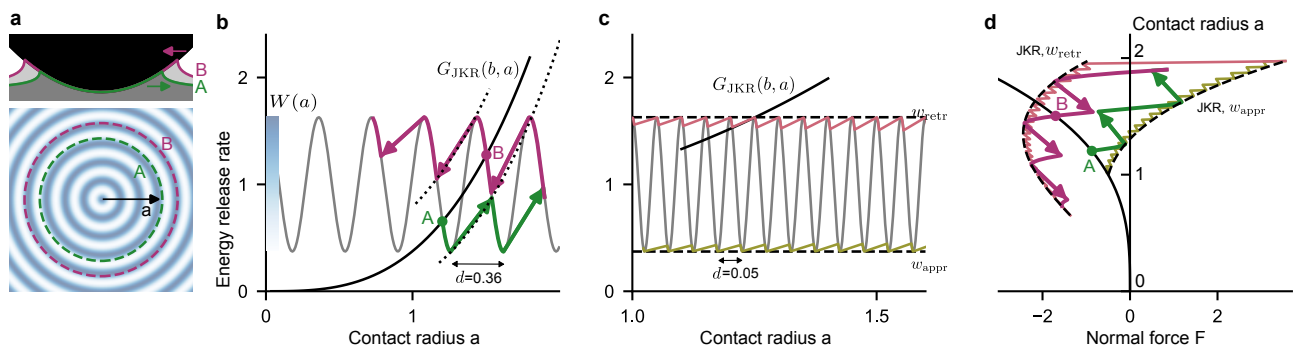 a
B
A
B
A
a
b
Energy release rate
2
1
0
W(a)
G_JKR(b, a)
A
B
d=0.36
0
1
Contact radius a
c
2
1
0
G_JKR(b, a)
w_retr
w_appr
d=0.05
1.0
1.5
Contact radius a
d
Contact radius a
JKR, w_retr
2
B
JKR, w_appr
A
1
0
−2
0
2
Normal force F